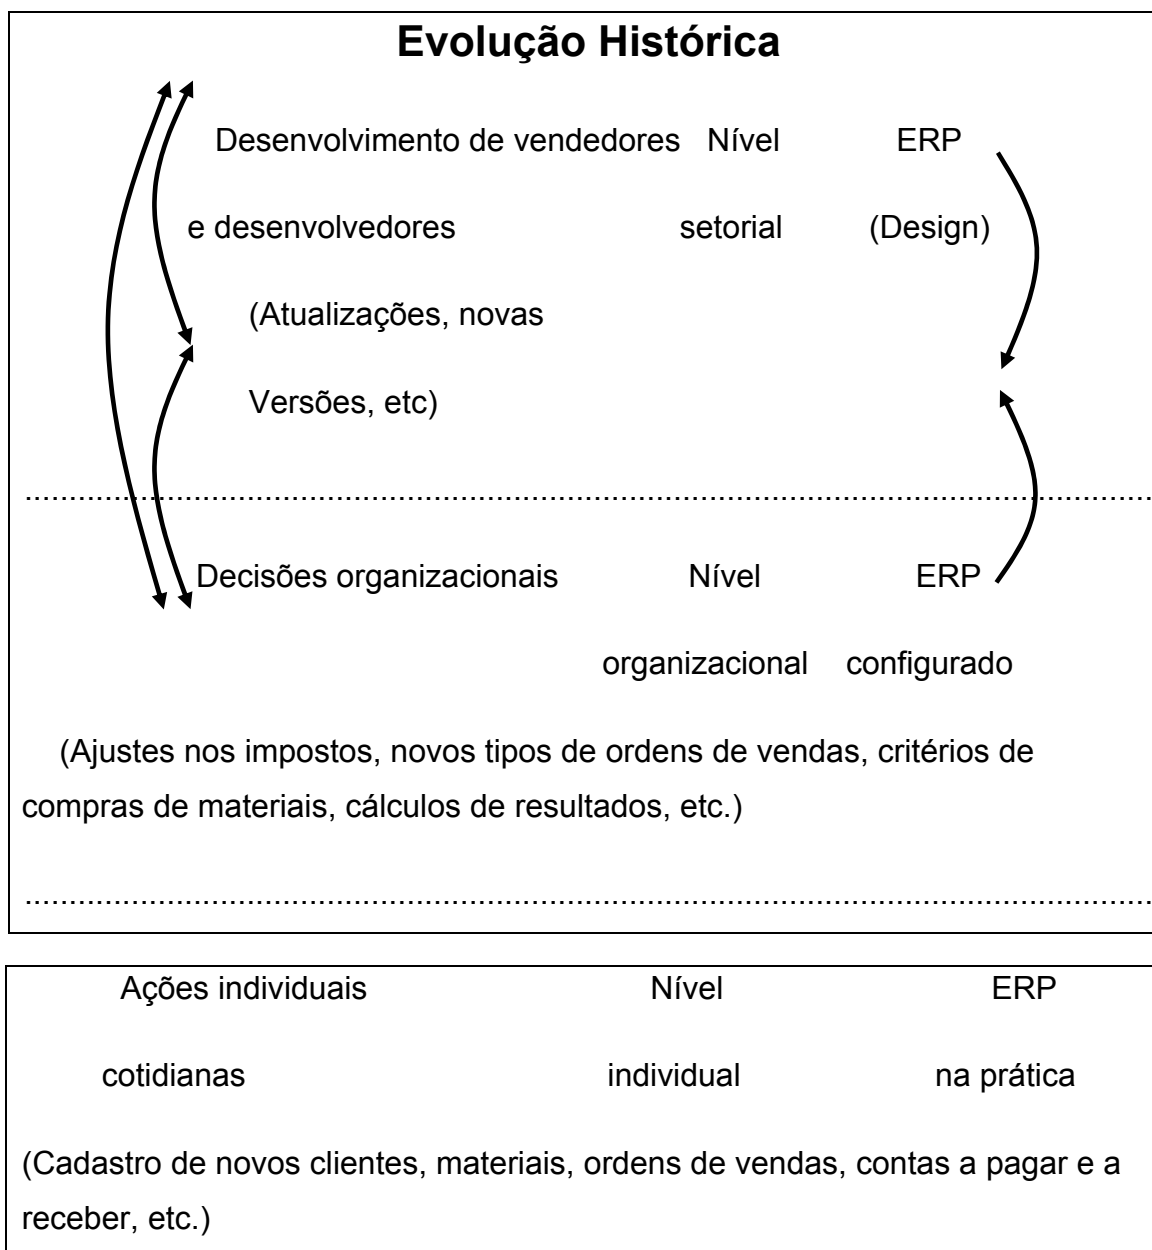 Evolução Histórica
Desenvolvimento de vendedores Nível ERP
e desenvolvedores setorial (Design)
(Atualizações, novas
Versões, etc)
Decisões organizacionais Nível ERP
organizacional configurado
(Ajustes nos impostos, novos tipos de ordens de vendas, critérios de
compras de materiais, cálculos de resultados, etc.)
Ações individuais Nível ERP
cotidianas individual na prática
(Cadastro de novos clientes, materiais, ordens de vendas, contas a pagar e a
receber, etc.)